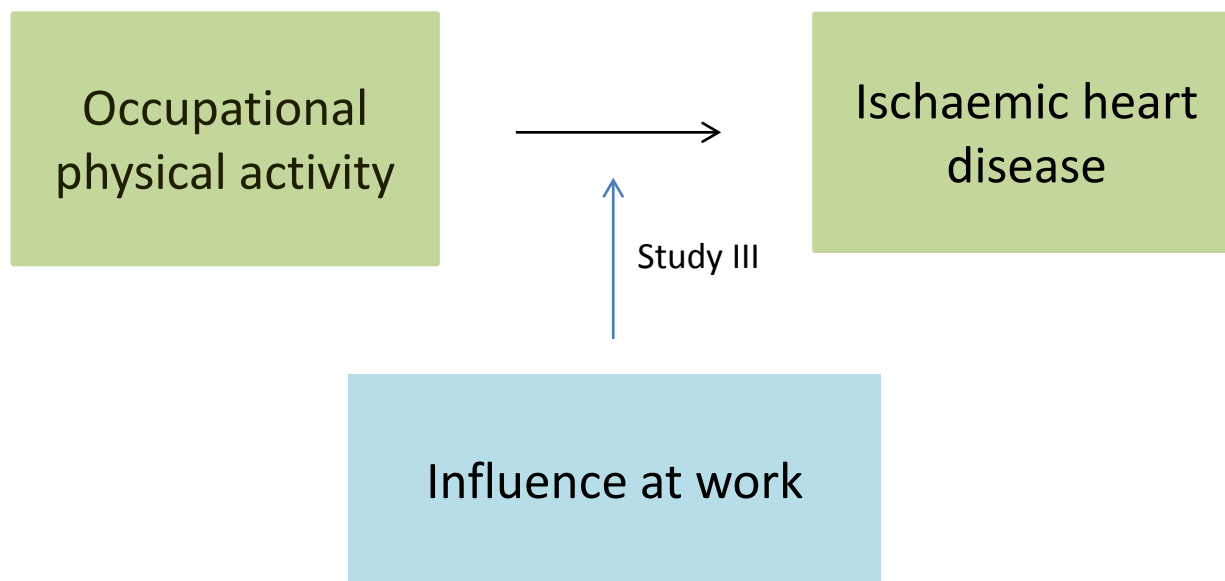 Occupational
physical activity
Ischaemic heart
disease
Study III
Influence at work